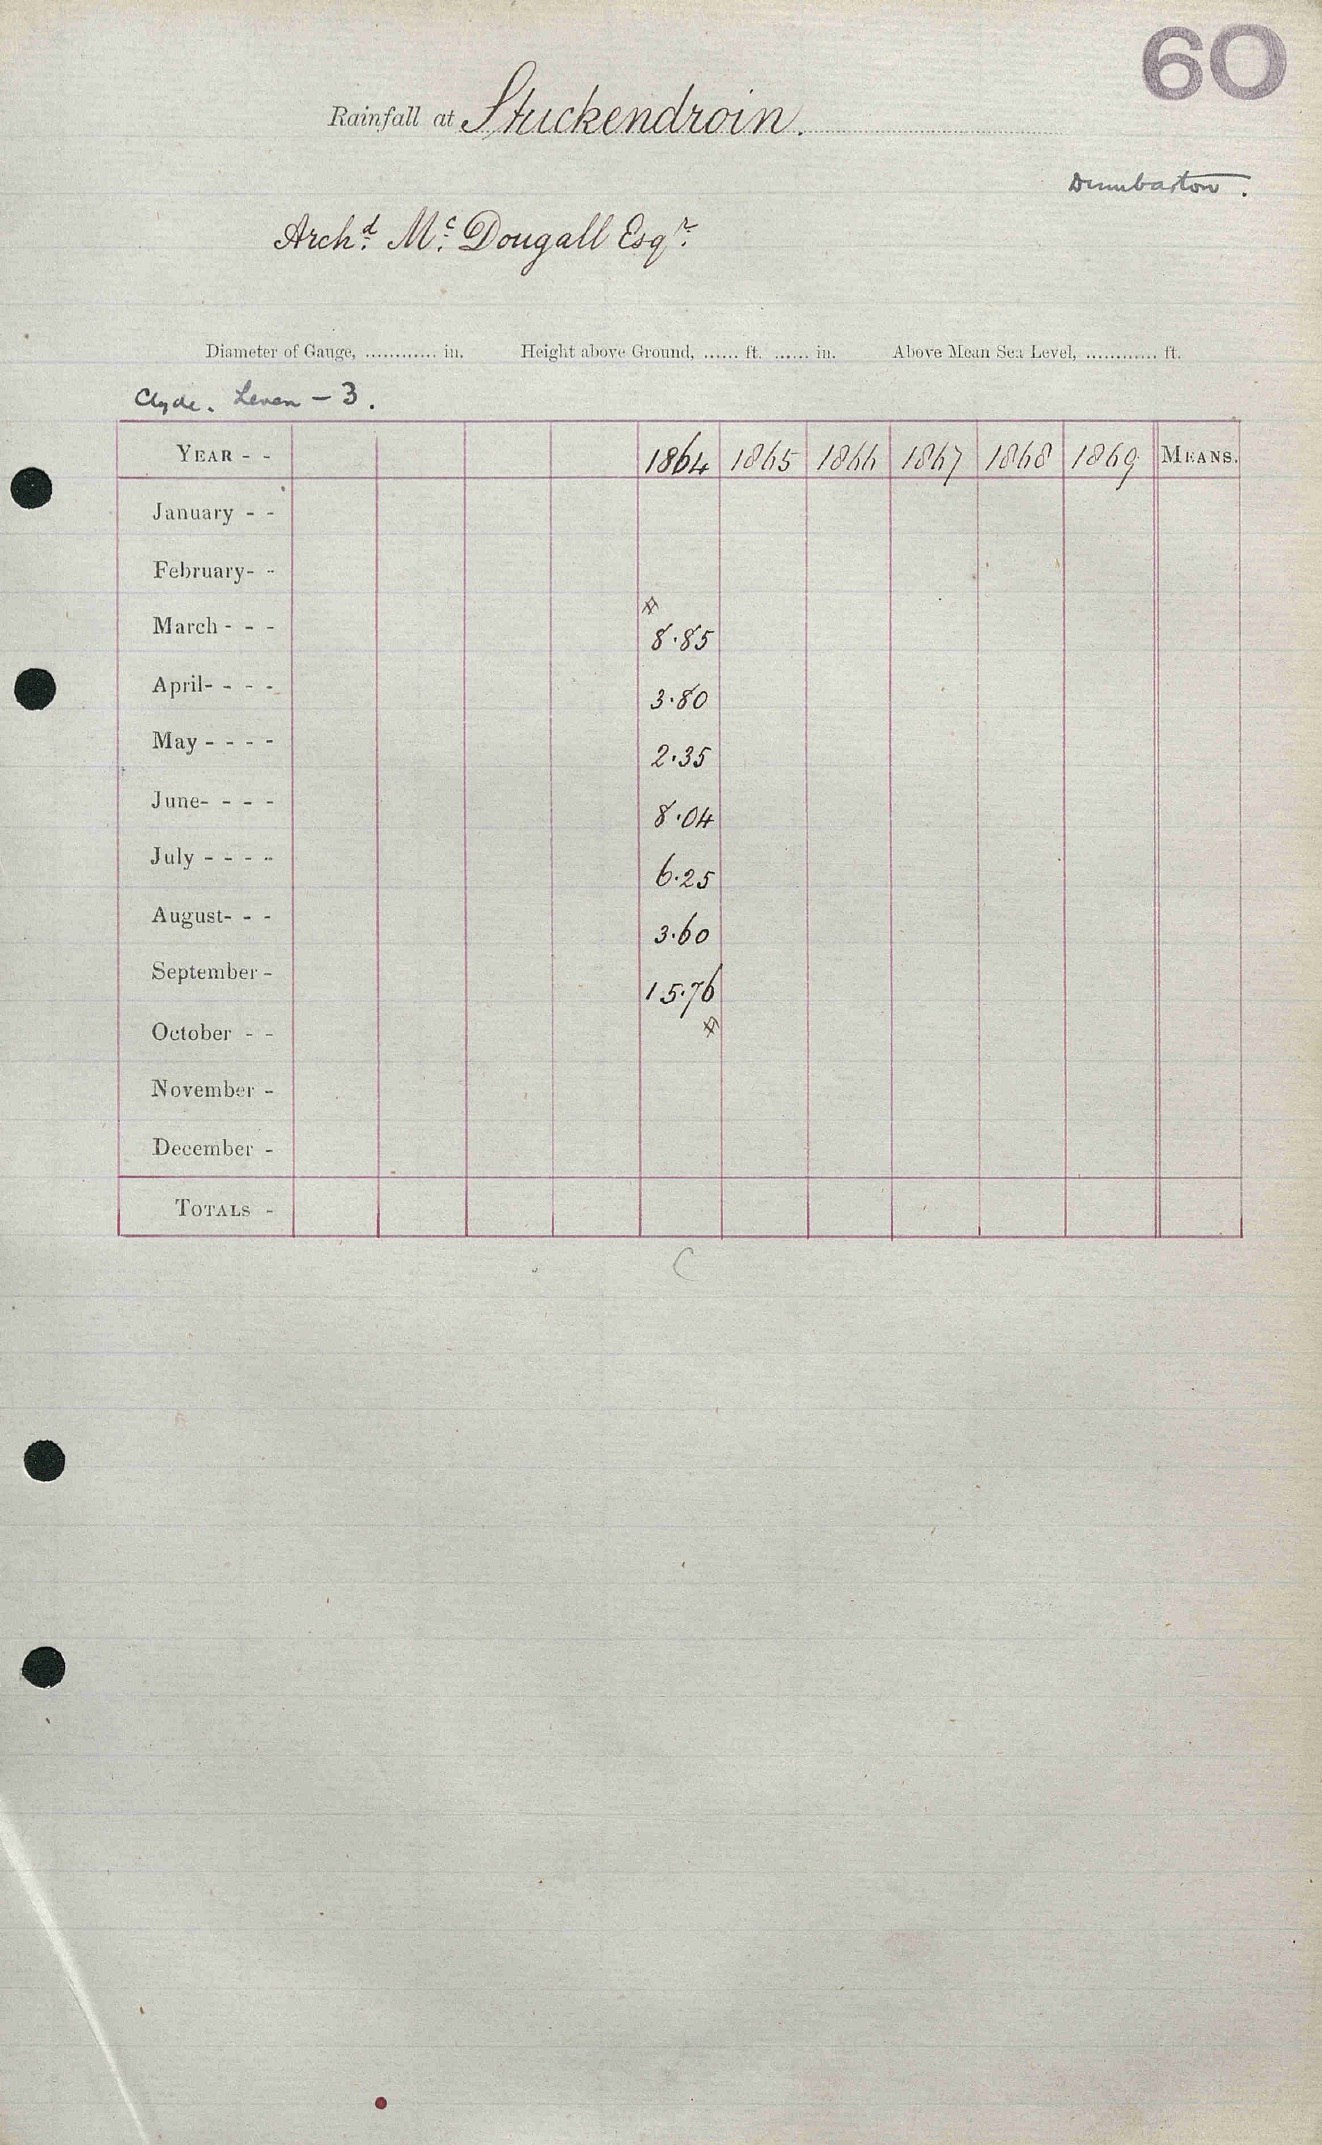 60
Rainfall at Stuckendroin.
Dumbarton.
Archd. Mc. Dougall Esqr.
Diameter of Gauge, ............ in. Height above Ground, ...... ft. ...... in. Above Mean Sea Level, ............ ft.
Clyde. Leven - 3.
YEAR - - 1864 1865 1866 1867 1868 1869 MEANS.
January - -
February- -
March - - - 8.85
April- - - - 3.80
May - - - - 2.35
June- - - - 8.04
July - - - - 6.25
August- - - 3.60
September - 15.76
October - -
November -
December -
TOTALS -
C